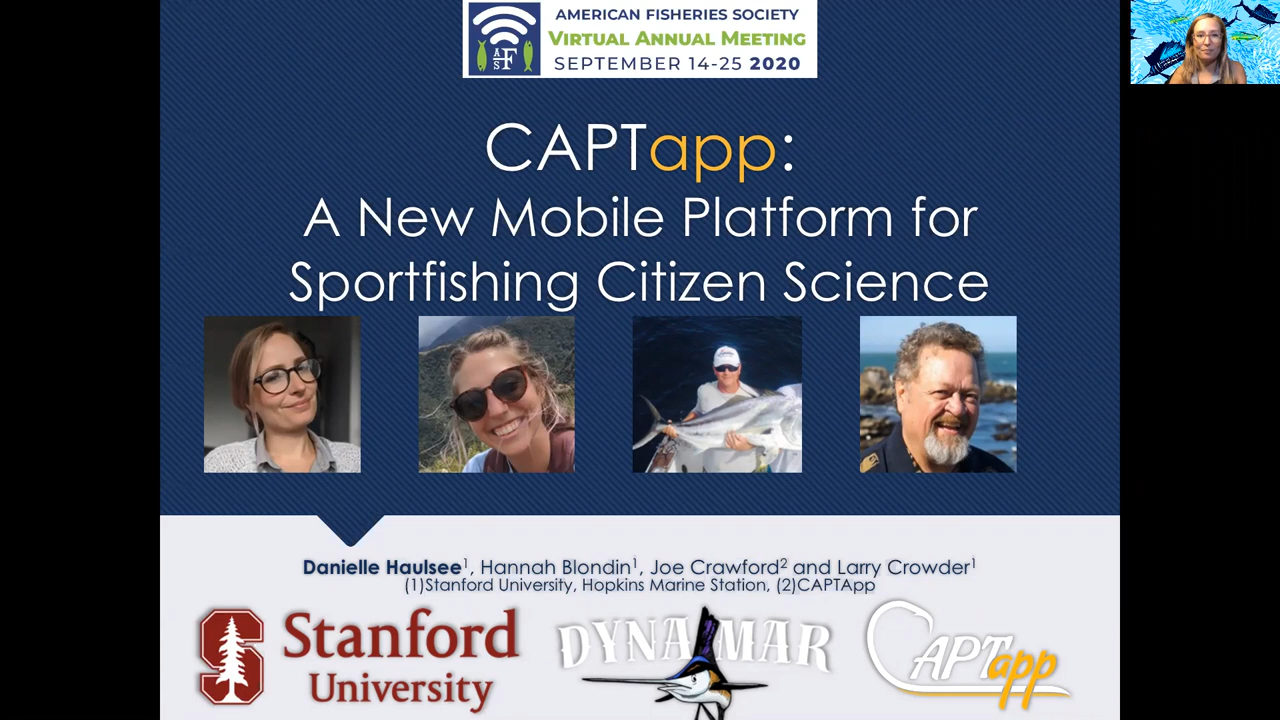 AMERICAN FISHERIES SOCIETY
VIRTUAL ANNUAL MEETING
SEPTEMBER 14-25 2020
A F S
CAPTapp:
A New Mobile Platform for
Sportfishing Citizen Science
Danielle Haulsee¹, Hannah Blondin¹, Joe Crawford² and Larry Crowder¹
(1)Stanford University, Hopkins Marine Station, (2)CAPTApp
S Stanford
University
DYNAMAR
CAPTapp